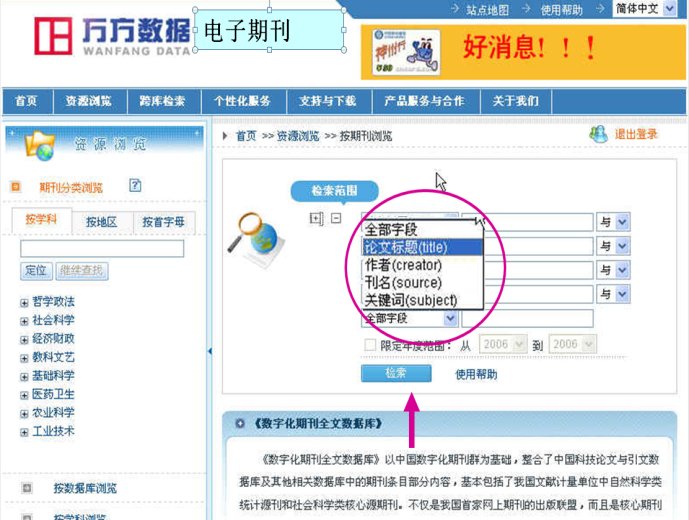 站点地图 使用帮助 简体中文
万方数据
WANFANG DATA
电子期刊
神州行
好消息！！！
首页 资源浏览 跨库检索 个性化服务 支持与下载 产品服务与合作 关于我们
资源浏览
首页 >> 资源浏览 >> 按期刊浏览 退出登录
期刊分类浏览 ?
检索范围
按学科 按地区 按首字母
与
全部字段
论文标题(title)
与
作者(creator)
与
刊名(source)
与
关键词(subject)
全部字段
定位 继续查找
限定年度范围： 从 2006 到 2006
检索 使用帮助
哲学政法
社会科学
经济财政
教科文艺
基础科学
医药卫生
农业科学
工业技术
《数字化期刊全文数据库》
《数字化期刊全文数据库》以中国数字化期刊群为基础，整合了中国科技论文与引文数
据库及其他相关数据库中的期刊条目部分内容，基本包括了我国文献计量单位中自然科学类
统计源刊和社会科学类核心源期刊。不仅是我国首家网上期刊的出版联盟，而且是核心期刊
按数据库浏览
按学科浏览